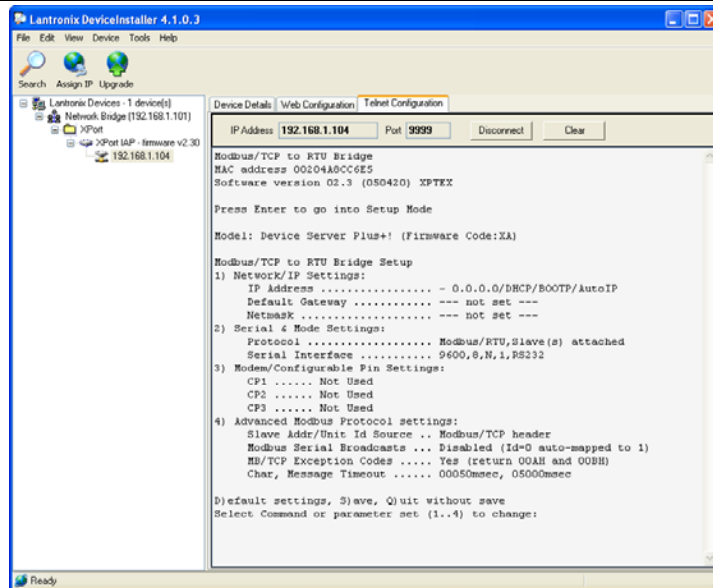 Lantronix DeviceInstaller 4.1.0.3
File Edit View Device Tools Help
Search Assign IP Upgrade
Lantronix Devices - 1 device(s)
Network Bridge (192.168.1.101)
XPort
XPort IAP - firmware v2.30
192.168.1.104
Device Details Web Configuration Telnet Configuration
IP Address 192.168.1.104 Port 9999 Disconnect Clear
Modbus/TCP to RTU Bridge
MAC address 00204A8CC6E5
Software version 02.3 (050420) XPTEX
Press Enter to go into Setup Mode
Model: Device Server Plus+! (Firmware Code:XA)
Modbus/TCP to RTU Bridge Setup
1) Network/IP Settings:
IP Address ................. - 0.0.0.0/DHCP/BOOTP/AutoIP
Default Gateway ............ --- not set ---
Netmask .................... --- not set ---
2) Serial & Mode Settings:
Protocol ................... Modbus/RTU,Slave(s) attached
Serial Interface ........... 9600,8,N,1,RS232
3) Modem/Configurable Pin Settings:
CP1 ...... Not Used
CP2 ...... Not Used
CP3 ...... Not Used
4) Advanced Modbus Protocol settings:
Slave Addr/Unit Id Source .. Modbus/TCP header
Modbus Serial Broadcasts ... Disabled (Id=0 auto-mapped to 1)
MB/TCP Exception Codes ..... Yes (return 00AH and 00BH)
Char, Message Timeout ...... 00050msec, 05000msec
D)efault settings, S)ave, Q)uit without save
Select Command or parameter set (1..4) to change:
Ready